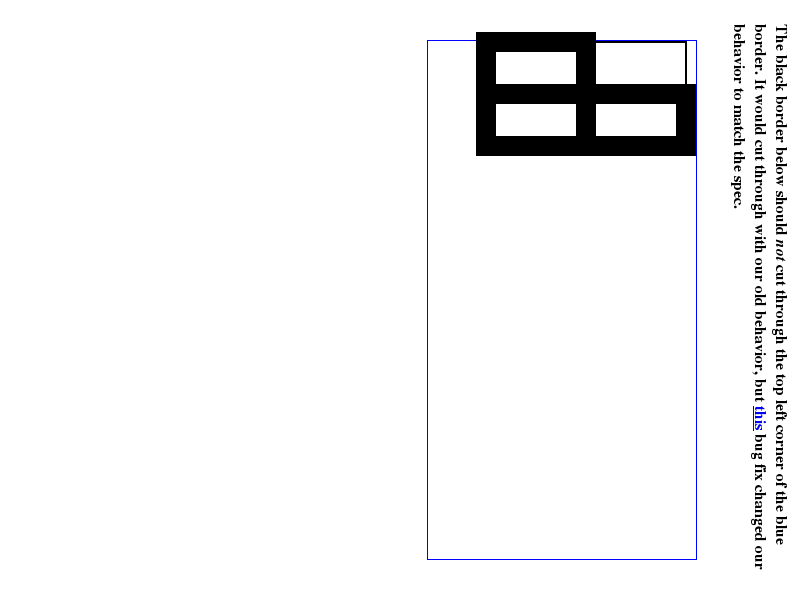 The black border below should not cut through the top left corner of the blue
border. It would cut through with our old behavior, but this bug fix changed our
behavior to match the spec.